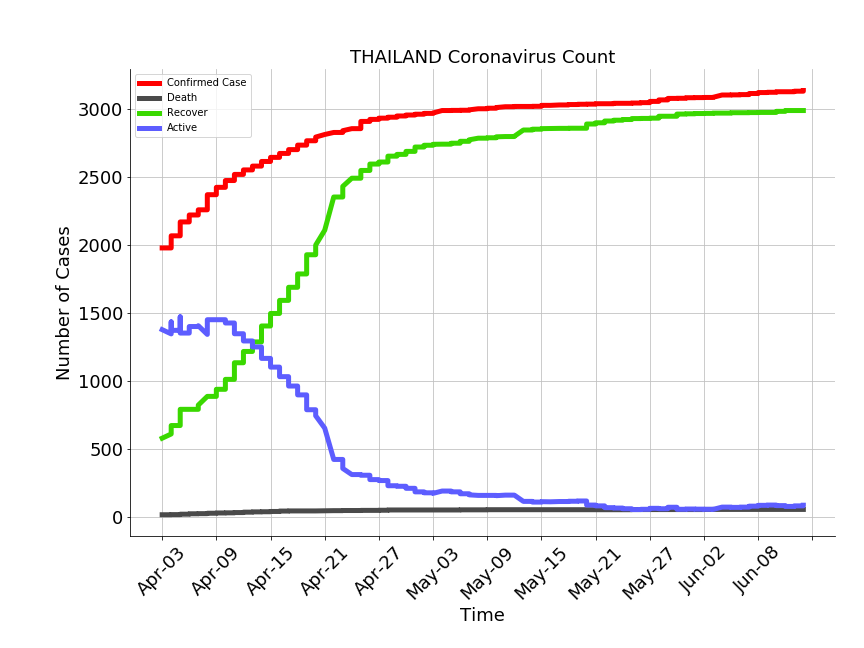 THAILAND Coronavirus Count
Confirmed Case
Death
Recover
Active
Number of Cases
3000
2500
2000
1500
1000
500
0
Apr-03
Apr-09
Apr-15
Apr-21
Apr-27
May-03
May-09
May-15
May-21
May-27
Jun-02
Jun-08
Time